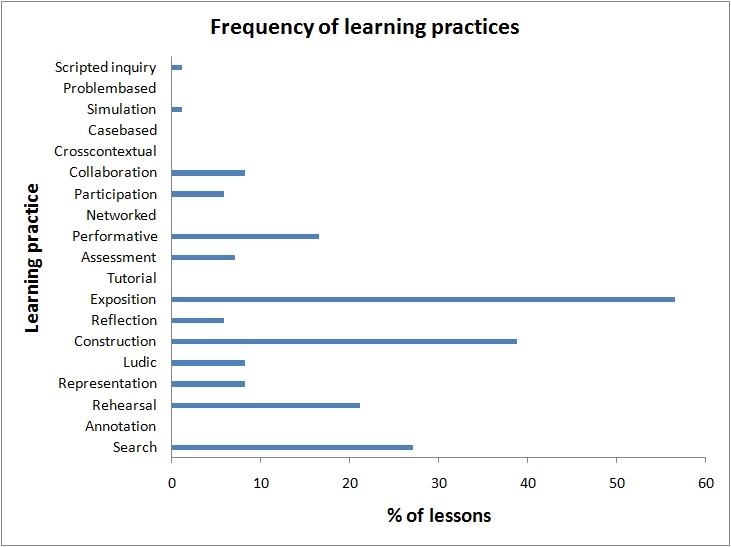 Frequency of learning practices
Learning practice
Scripted inquiry
Problembased
Simulation
Casebased
Crosscontextual
Collaboration
Participation
Networked
Performative
Assessment
Tutorial
Exposition
Reflection
Construction
Ludic
Representation
Rehearsal
Annotation
Search
0 10 20 30 40 50 60
% of lessons